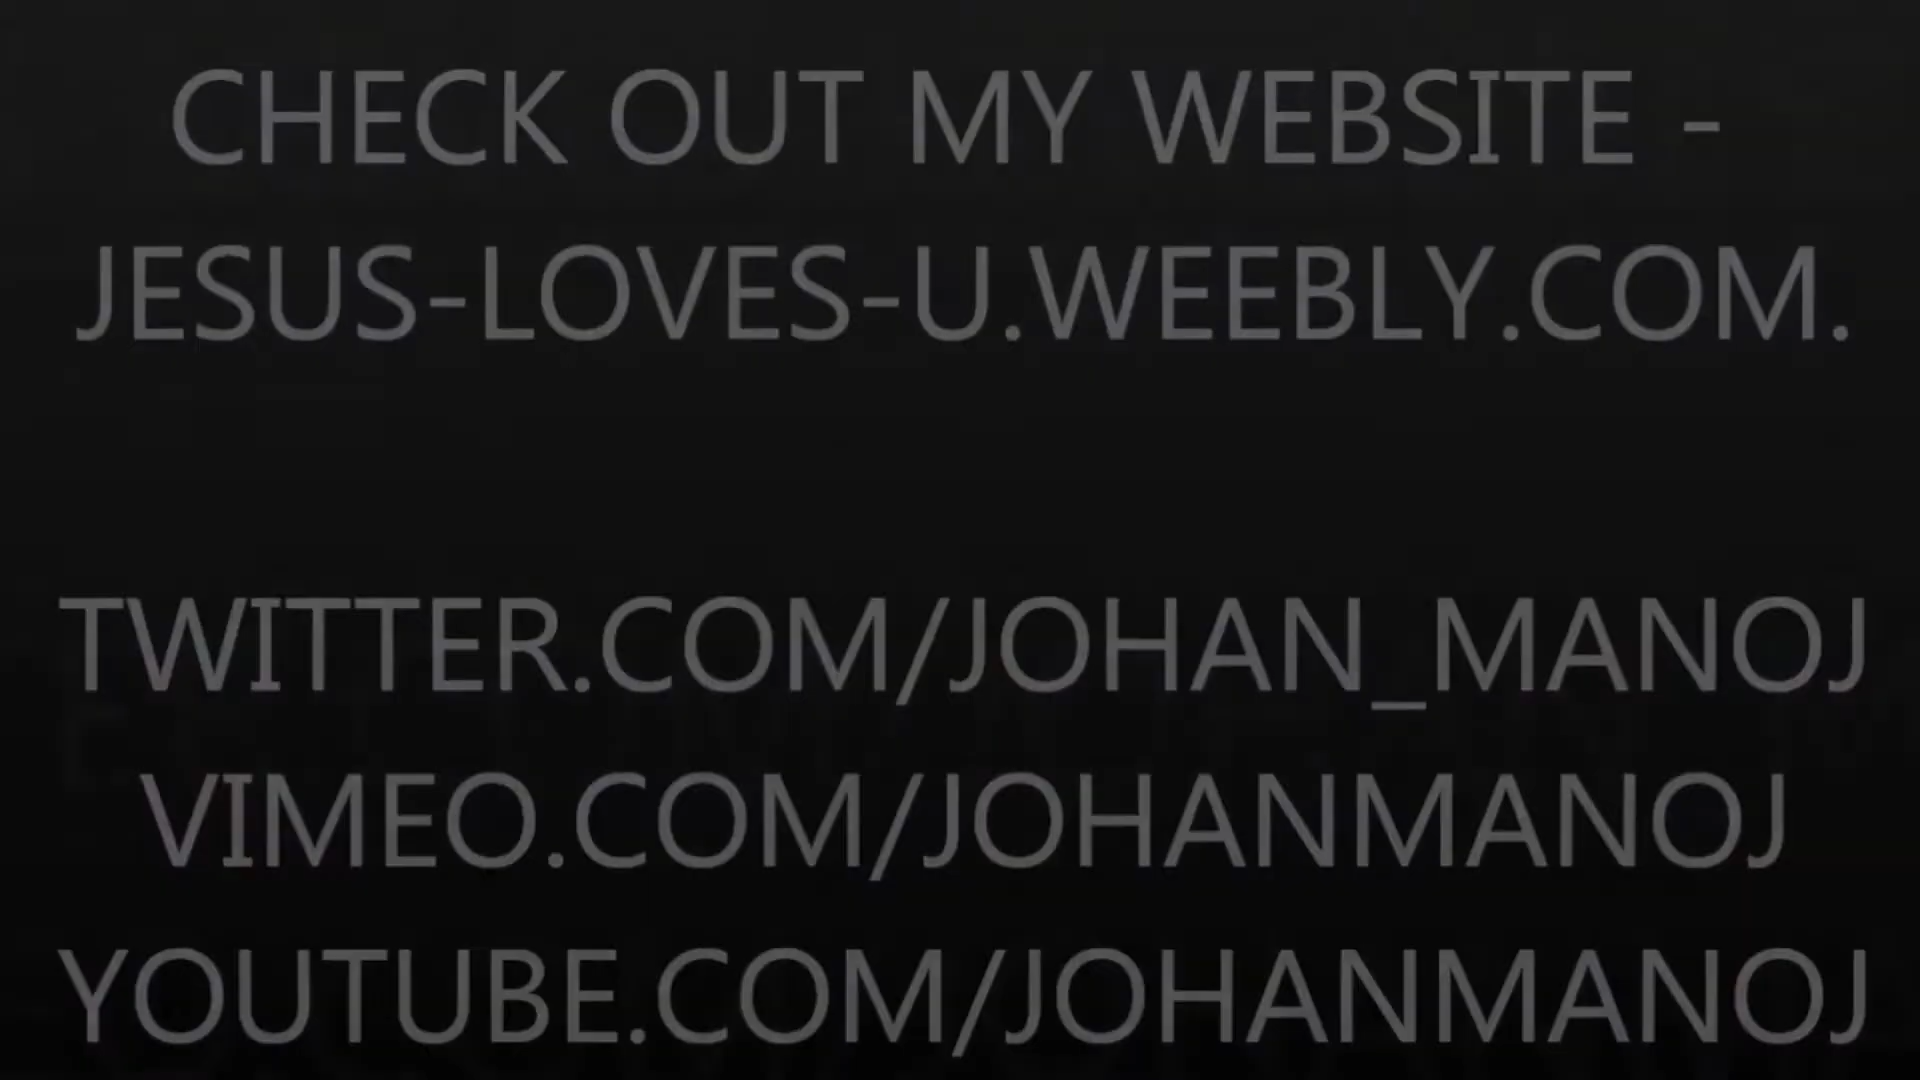 CHECK OUT MY WEBSITE -
JESUS-LOVES-U.WEEBLY.COM.
TWITTER.COM/JOHAN_MANOJ
VIMEO.COM/JOHANMANOJ
YOUTUBE.COM/JOHANMANOJ